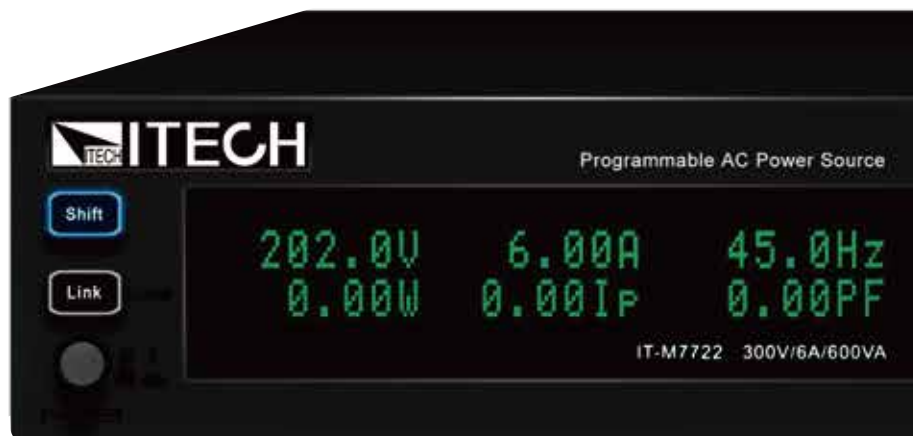 ITECH ITECH
Programmable AC Power Source
Shift
202.0V 6.00A 45.0Hz
Link
0.00W 0.00Ip 0.00PF
IT-M7722 300V/6A/600VA